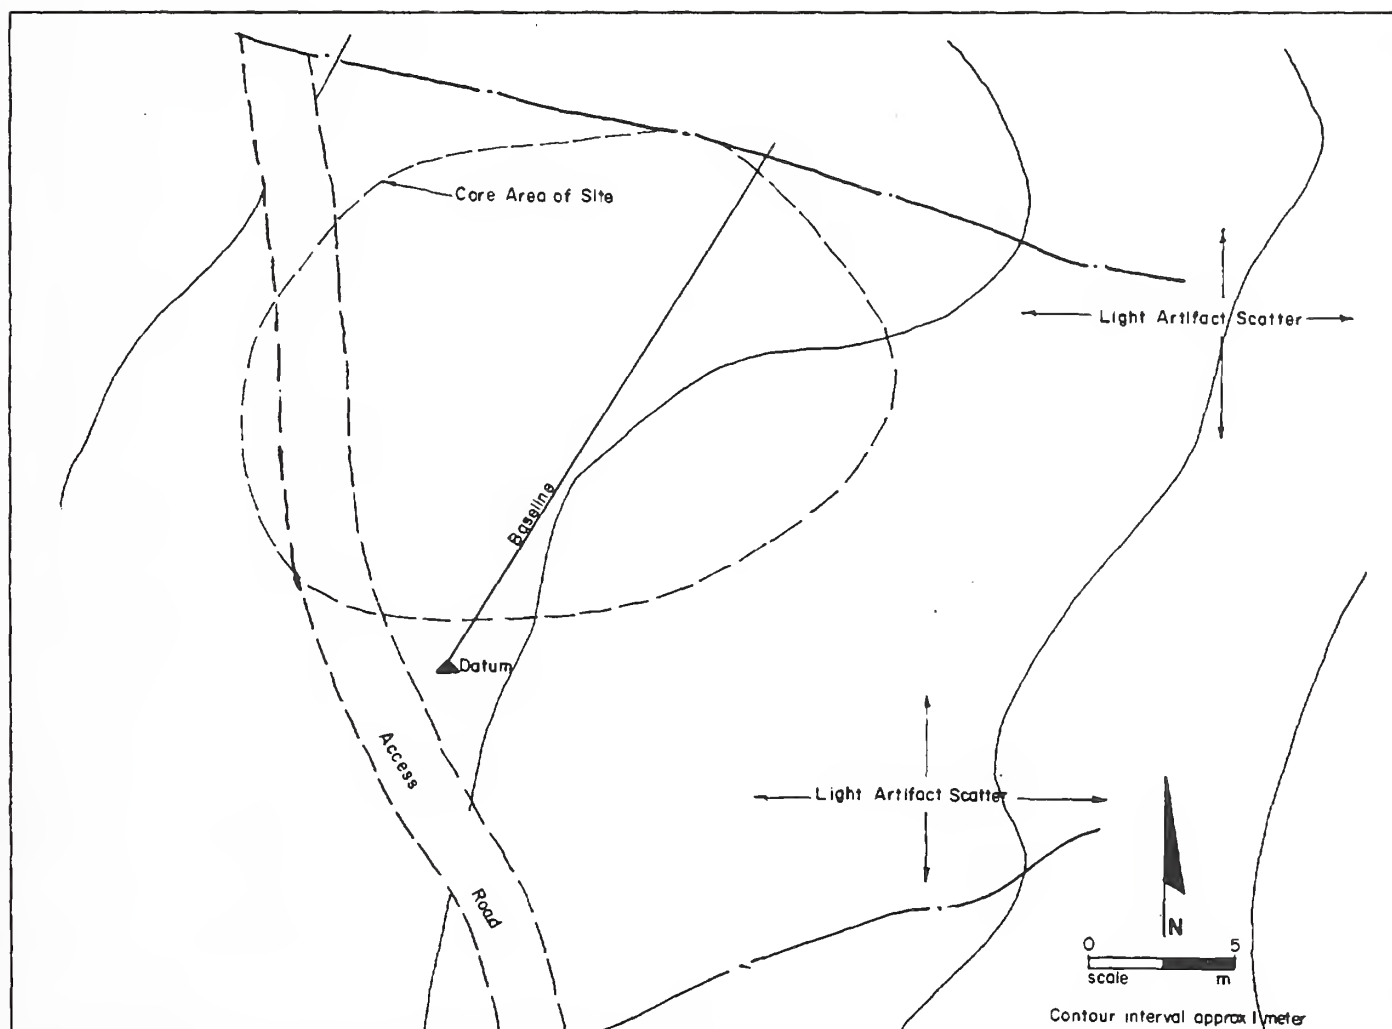 Core Area of Site
Light Artifact Scatter
Baseline
Datum
Access
Road
Light Artifact Scatter
N
0 5
scale m
Contour interval approx 1 meter